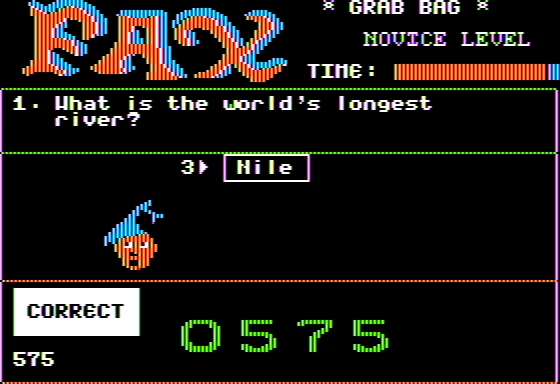 FAX
* GRAB BAG *
NOVICE LEVEL
TIME:
1. What is the world's longest
river?
3▸ Nile
CORRECT
0575
575